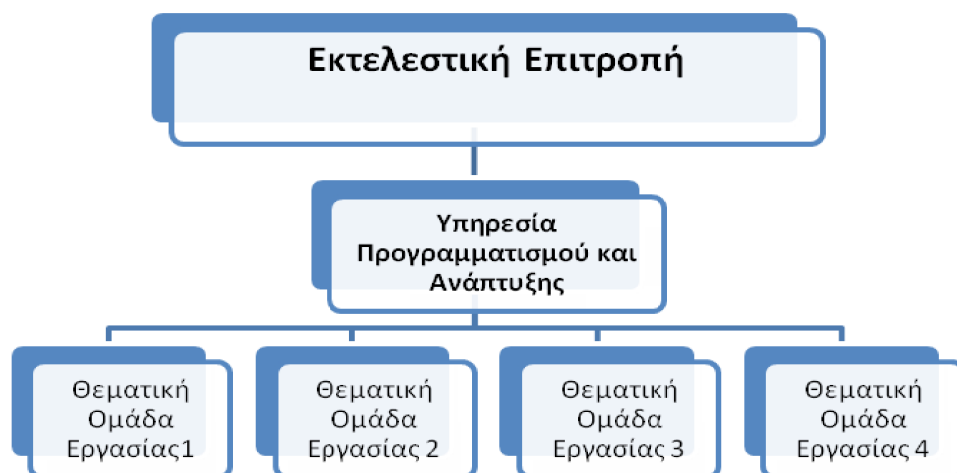 Εκτελεστική Επιτροπή
Υπηρεσία
Προγραμματισμού και
Ανάπτυξης
Θεματική
Ομάδα
Εργασίας1
Θεματική
Ομάδα
Εργασίας 2
Θεματική
Ομάδα
Εργασίας 3
Θεματική
Ομάδα
Εργασίας 4